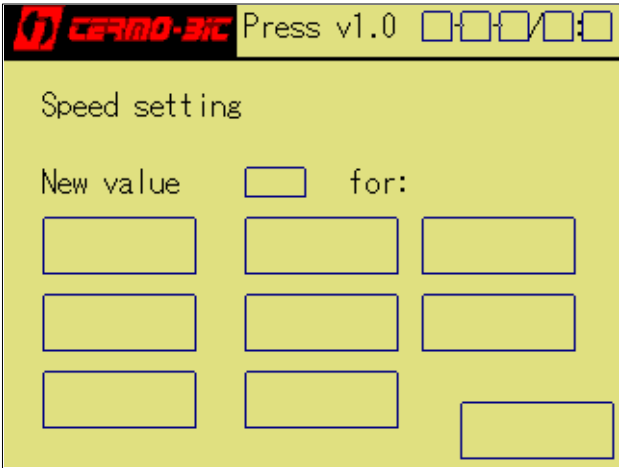 CERMO-BIC Press v1.0 - - / :
Speed setting
New value for: